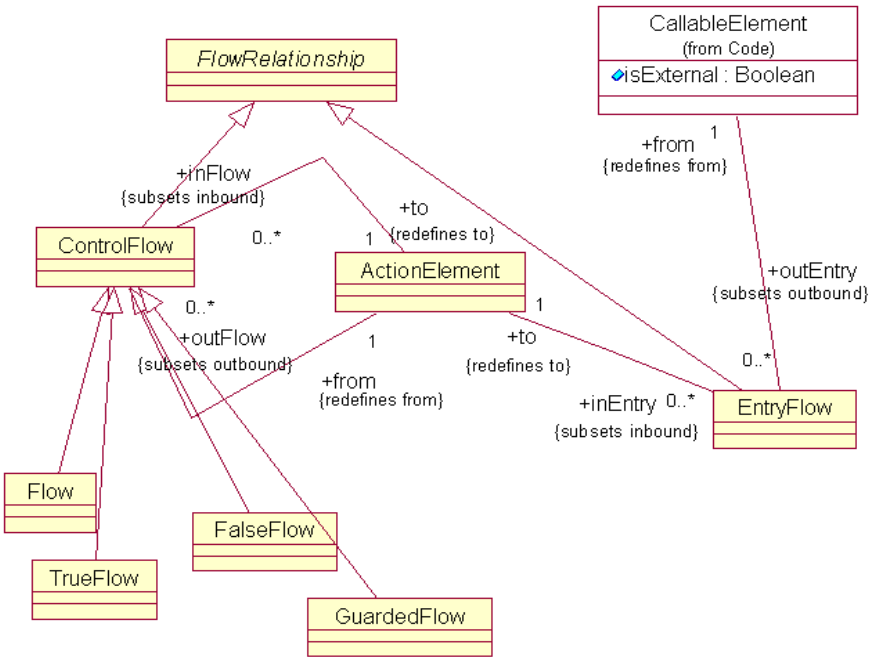 FlowRelationship
CallableElement
(from Code)
isExternal : Boolean
+from
1
{redefines from}
+inFlow
{subsets inbound}
+to
{redefines to}
0..*
1
ControlFlow
ActionElement
+outEntry
{subsets outbound}
0..*
0..*
+outFlow
{subsets outbound}
1
+from
{redefines from}
1
+to
{redefines to}
+inEntry
0..*
{subsets inbound}
EntryFlow
Flow
FalseFlow
TrueFlow
GuardedFlow